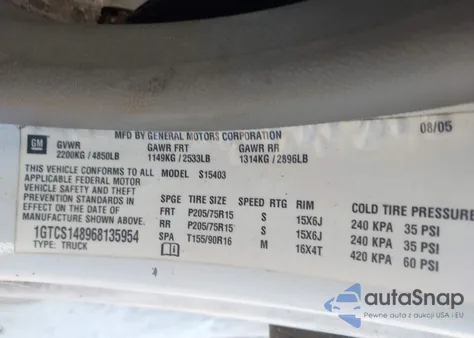 MFD BY GENERAL MOTORS CORPORATION 08/05
GM GVWR GAWR FRT GAWR RR
2200KG/4850LB 1149KG/2533LB 1314KG/2896LB
THIS VEHICLE CONFORMS TO ALL MODEL S15403
APPLICABLE FEDERAL MOTOR
VEHICLE SAFETY AND THEFT
PREVENTION STANDARDS IN
EFFECT ON THE DATE OF
MANUFACTURE SHOWN ABOVE.
1GTCS148968135954
TYPE: TRUCK
SPGE TIRE SIZE SPEED RTG RIM COLD TIRE PRESSURE
FRT P205/75R15 S 15X6J 240 KPA 35 PSI
RR P205/75R15 S 15X6J 240 KPA 35 PSI
SPA T155/90R16 M 16X4T 420 KPA 60 PSI
autoSnap
Pewne auto z USA i EU